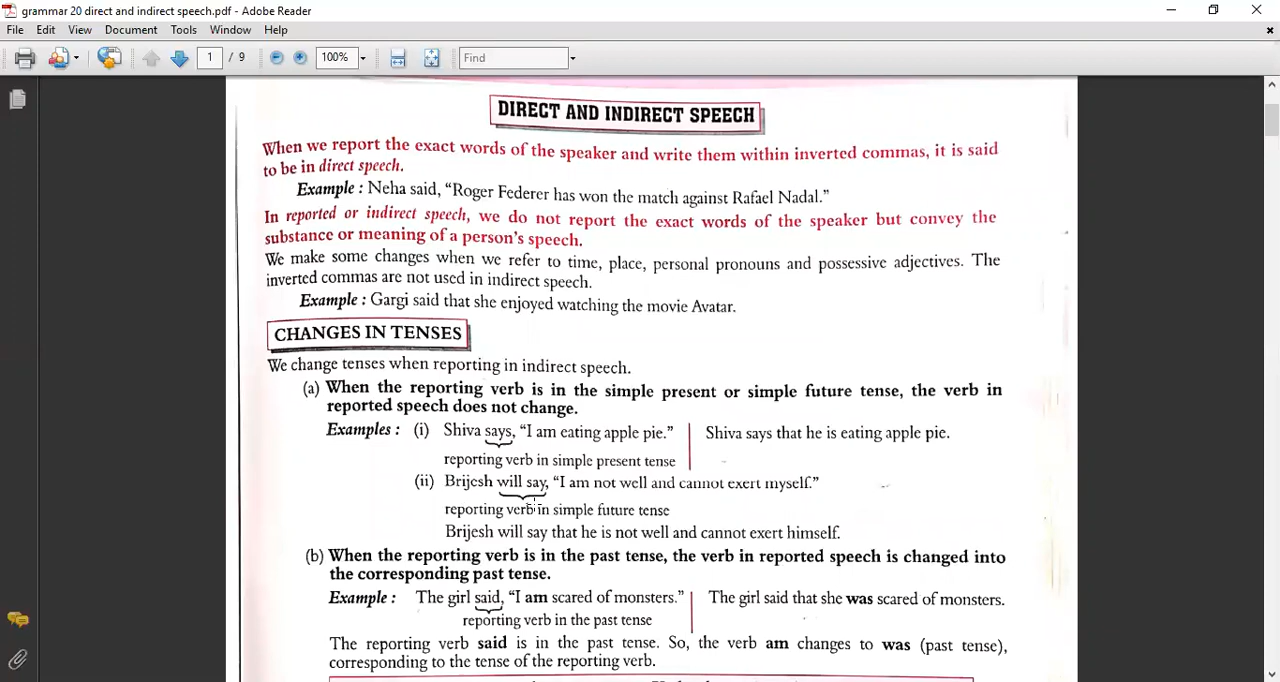 grammar 20 direct and indirect speech.pdf - Adobe Reader
File Edit View Document Tools Window Help
1 / 9 100% Find
DIRECT AND INDIRECT SPEECH
When we report the exact words of the speaker and write them within inverted commas, it is said
to be in direct speech.
Example : Neha said, “Roger Federer has won the match against Rafael Nadal.”
In reported or indirect speech, we do not report the exact words of the speaker but convey the
substance or meaning of a person's speech.
We make some changes when we refer to time, place, personal pronouns and possessive adjectives. The
inverted commas are not used in indirect speech.
Example : Gargi said that she enjoyed watching the movie Avatar.
CHANGES IN TENSES
We change tenses when reporting in indirect speech.
(a) When the reporting verb is in the simple present or simple future tense, the verb in
reported speech does not change.
Examples : (i) Shiva says, “I am eating apple pie.” Shiva says that he is eating apple pie.
reporting verb in simple present tense
(ii) Brijesh will say, “I am not well and cannot exert myself.”
reporting verb in simple future tense
Brijesh will say that he is not well and cannot exert himself.
(b) When the reporting verb is in the past tense, the verb in reported speech is changed into
the corresponding past tense.
Example : The girl said, “I am scared of monsters.” The girl said that she was scared of monsters.
reporting verb in the past tense
The reporting verb said is in the past tense. So, the verb am changes to was (past tense),
corresponding to the tense of the reporting verb.